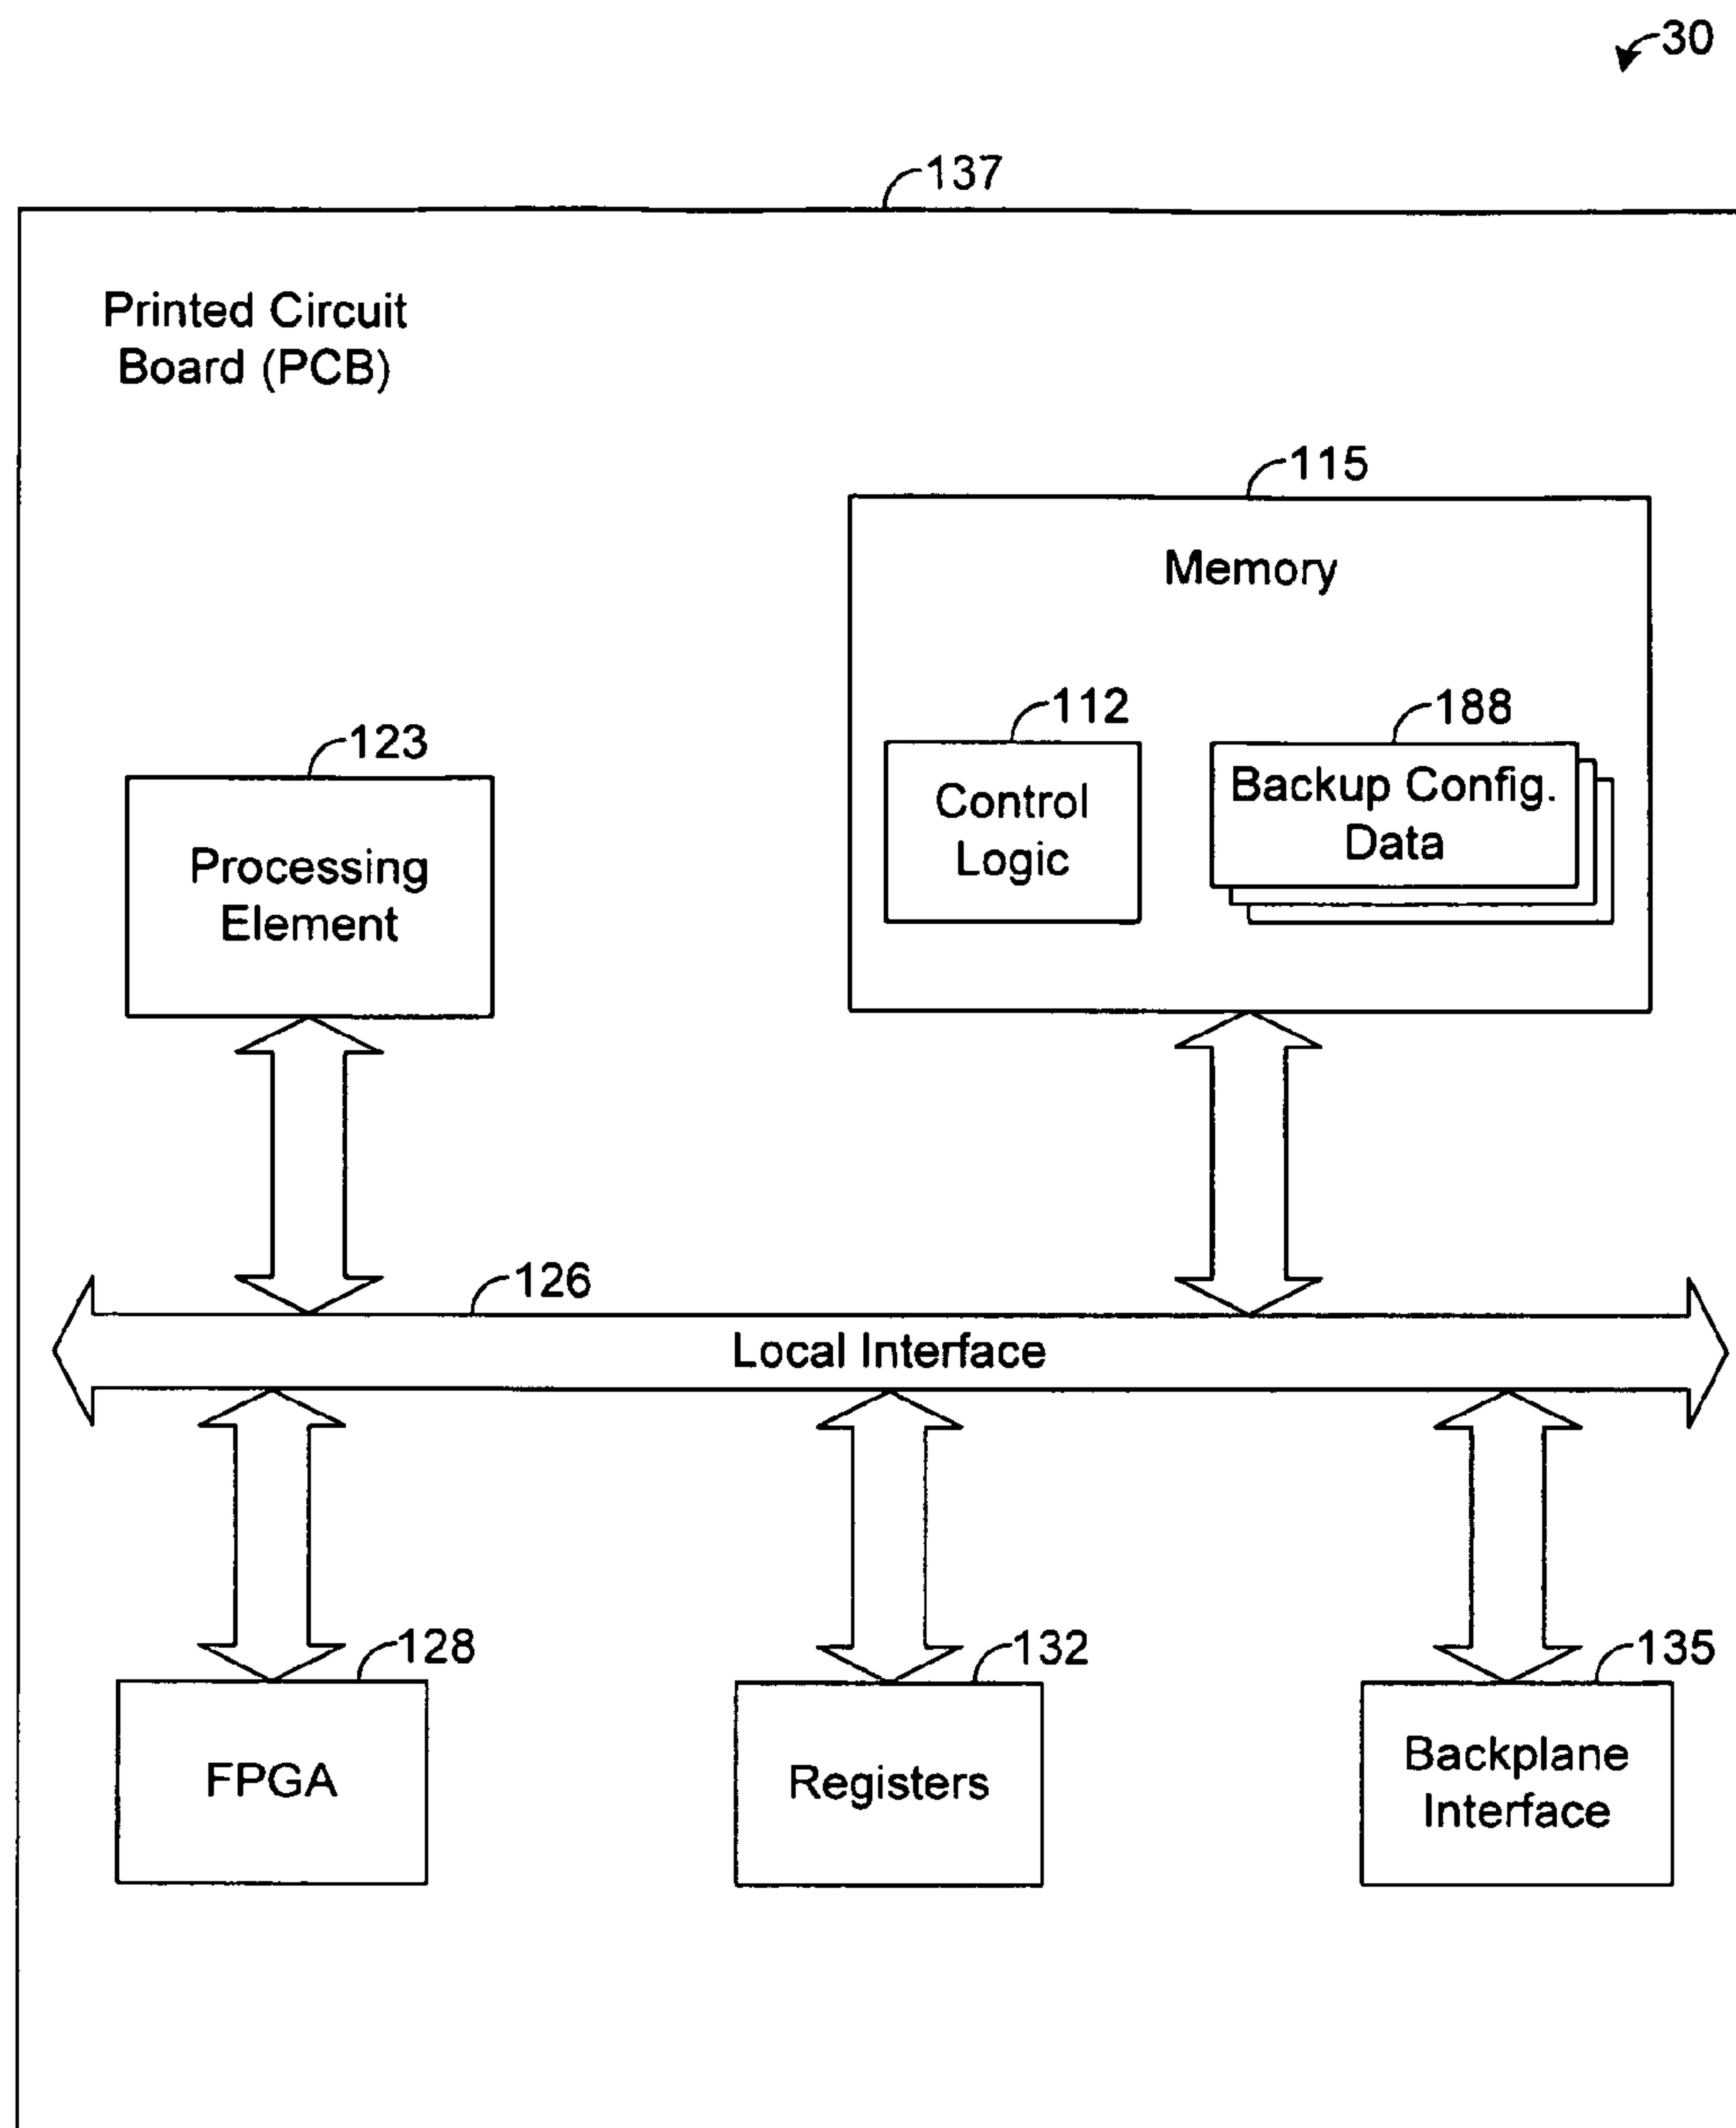 30
137
Printed Circuit
Board (PCB)
115
Memory
112
188
Control
Logic
Backup Config.
Data
123
Processing
Element
126
Local Interface
128
132
135
FPGA
Registers
Backplane
Interface